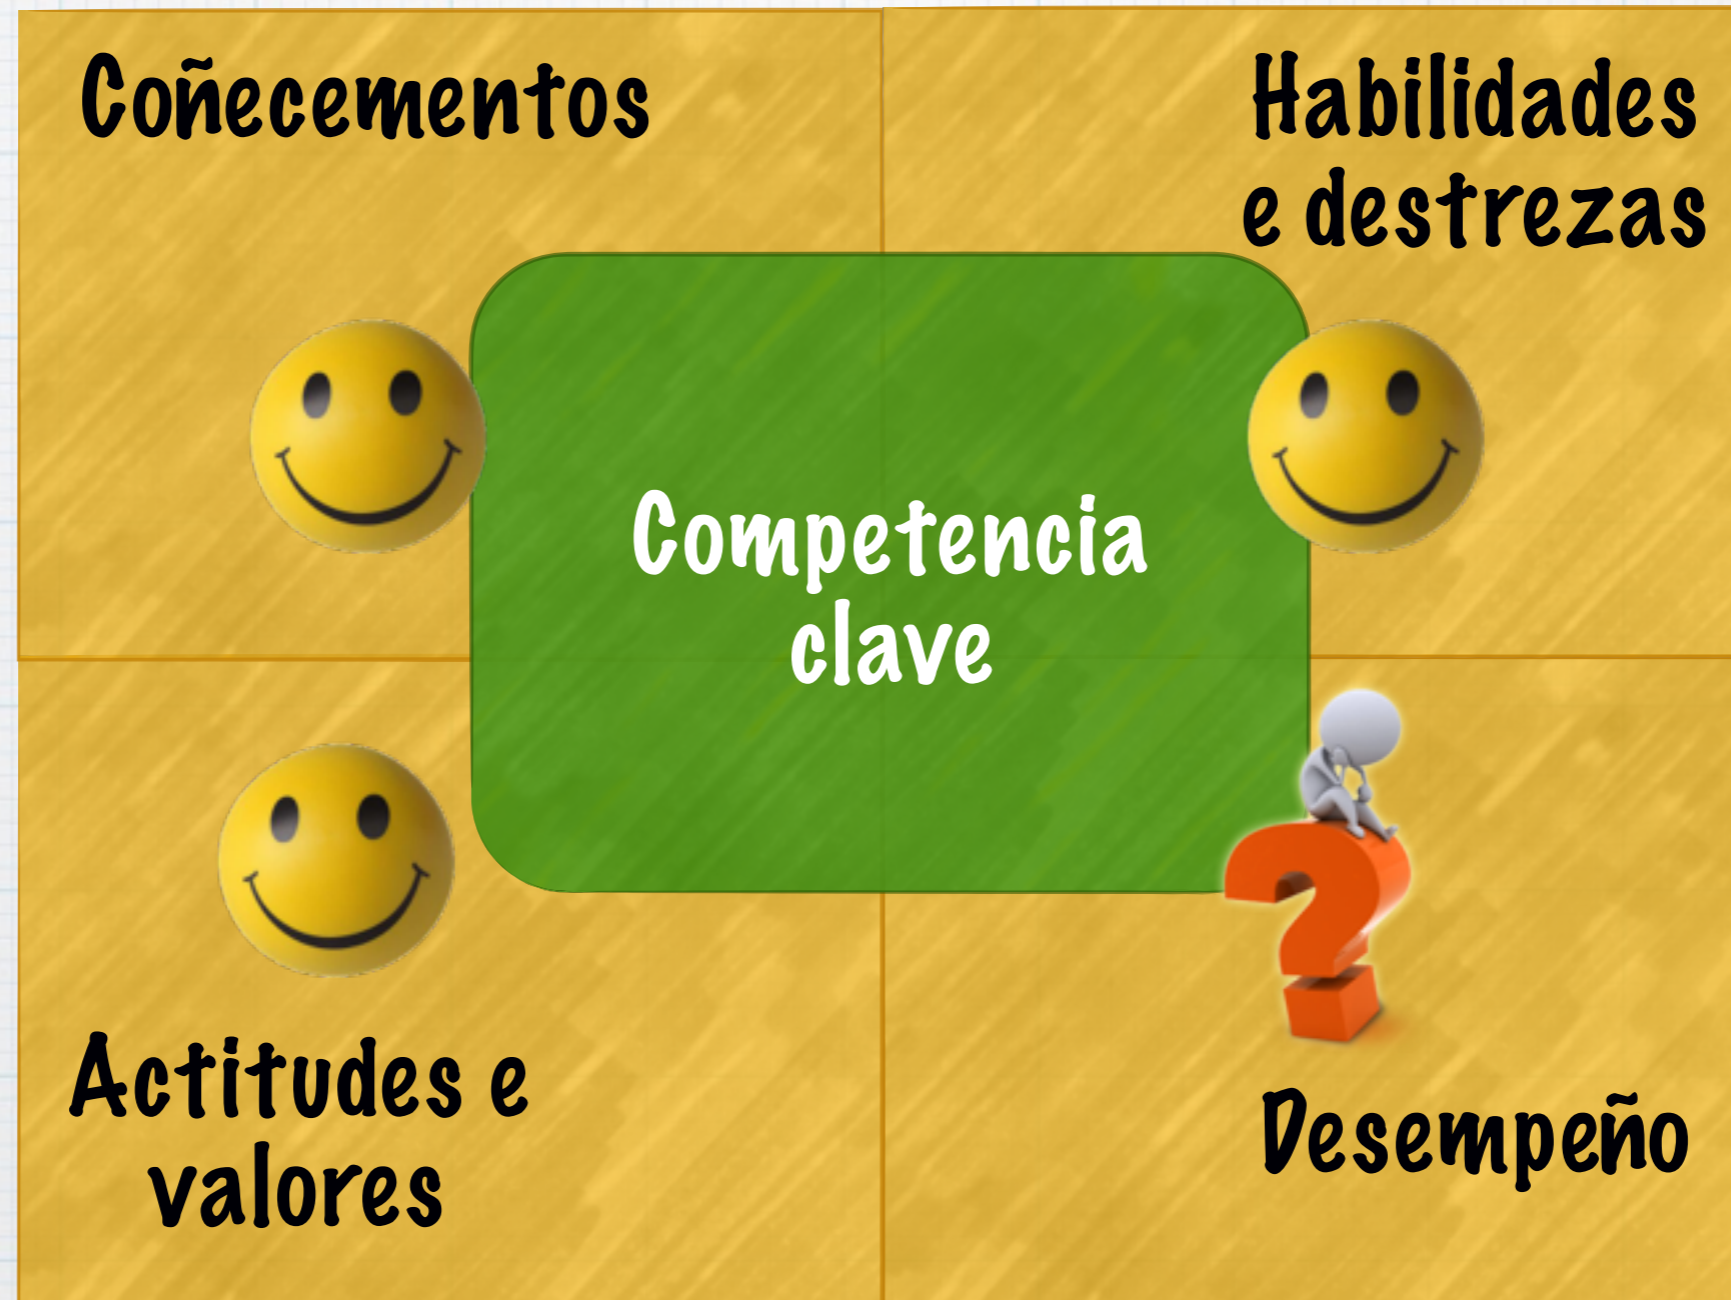 Coñecementos
Habilidades
e destrezas
Competencia
clave
Actitudes e
valores
Desempeño